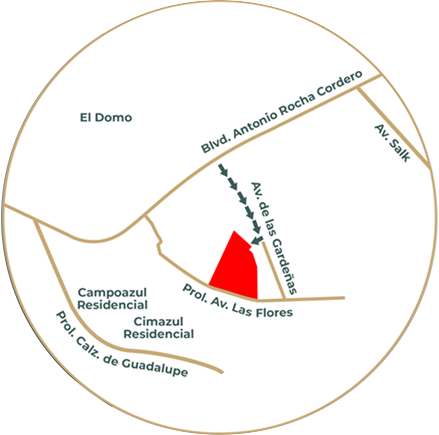 El Domo
Blvd. Antonio Rocha Cordero
Av. Salk
Av. de las Gardeñas
Prol. Av. Las Flores
Campoazul
Residencial
Cimazul
Residencial
Prol. Calz. de Guadalupe